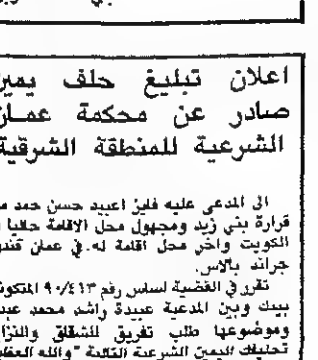 اعلان تبليغ حلف يمين
صادر عن محكمة عمان
الشرعية للمنطقة الشرقية
الى المدعى عليه فايز اعبيد حسن حمد
قرارة بني زيد ومجهول محل الاقامة حاليا
الكويت واخر محل اقامة له في عمان
جراند بالاس.
تقرر في القضية اساس رقم ٩٠/٤١٣ المتكونة
بينك وبين المدعية عبيدة راشد محمد
وموضوعها طلب تفريق للشقاق والنزا
تحليفك اليمين الشرعية التالية "والله العظيم